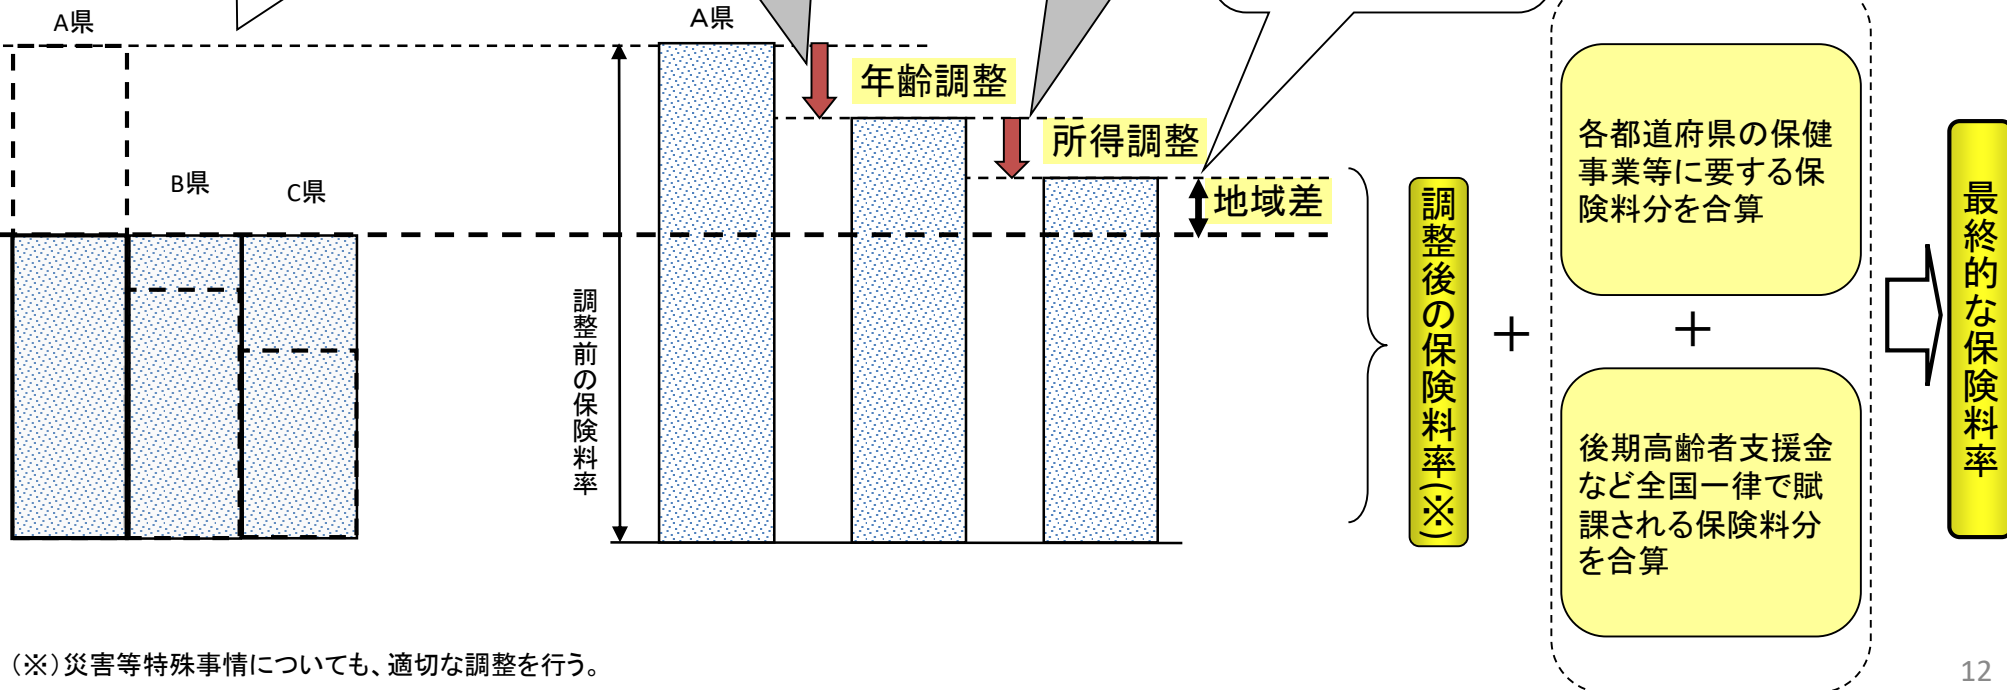 A県
B県
C県
A県
調整前の保険料率
年齢調整
所得調整
地域差
調整後の保険料率(※)
＋
各都道府県の保健
事業等に要する保
険料分を合算
＋
後期高齢者支援金
など全国一律で賦
課される保険料分
を合算
最終的な保険料率
(※)災害等特殊事情についても、適切な調整を行う。
12